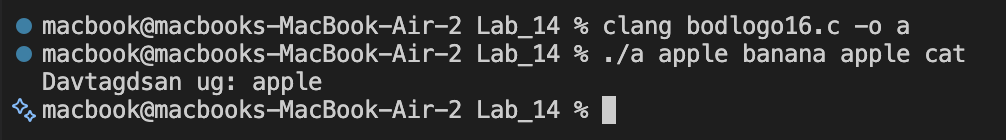 macbook@macbooks-MacBook-Air-2 Lab_14 % clang bodlogo16.c -o a
macbook@macbooks-MacBook-Air-2 Lab_14 % ./a apple banana apple cat
Davtagdsan ug: apple
macbook@macbooks-MacBook-Air-2 Lab_14 %